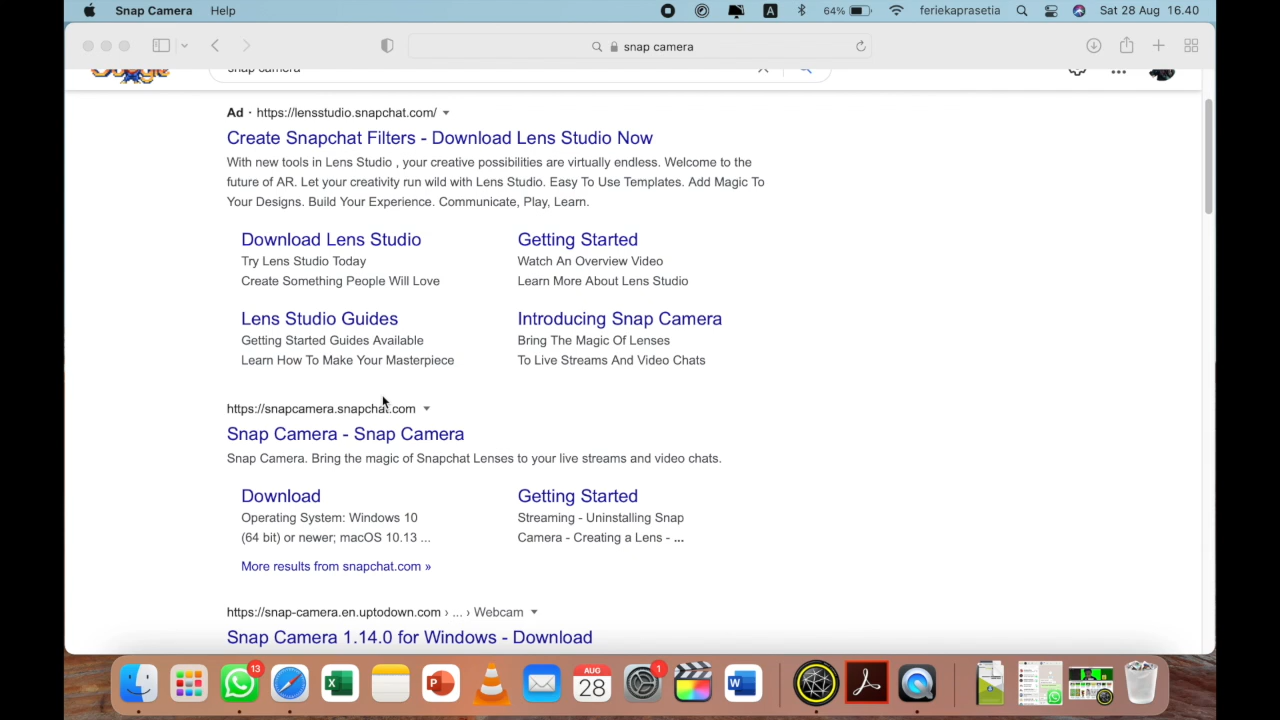 Snap Camera Help A 64% feriekaprasetia Sat 28 Aug 16.40
snap camera
snap camera
Ad · https://lensstudio.snapchat.com/
Create Snapchat Filters - Download Lens Studio Now
With new tools in Lens Studio , your creative possibilities are virtually endless. Welcome to the
future of AR. Let your creativity run wild with Lens Studio. Easy To Use Templates. Add Magic To
Your Designs. Build Your Experience. Communicate, Play, Learn.
Download Lens Studio
Try Lens Studio Today
Create Something People Will Love
Getting Started
Watch An Overview Video
Learn More About Lens Studio
Lens Studio Guides
Getting Started Guides Available
Learn How To Make Your Masterpiece
Introducing Snap Camera
Bring The Magic Of Lenses
To Live Streams And Video Chats
https://snapcamera.snapchat.com
Snap Camera - Snap Camera
Snap Camera. Bring the magic of Snapchat Lenses to your live streams and video chats.
Download
Operating System: Windows 10
(64 bit) or newer; macOS 10.13 ...
Getting Started
Streaming - Uninstalling Snap
Camera - Creating a Lens - ...
More results from snapchat.com »
https://snap-camera.en.uptodown.com › ... › Webcam
Snap Camera 1.14.0 for Windows - Download
13
AUG
28
1